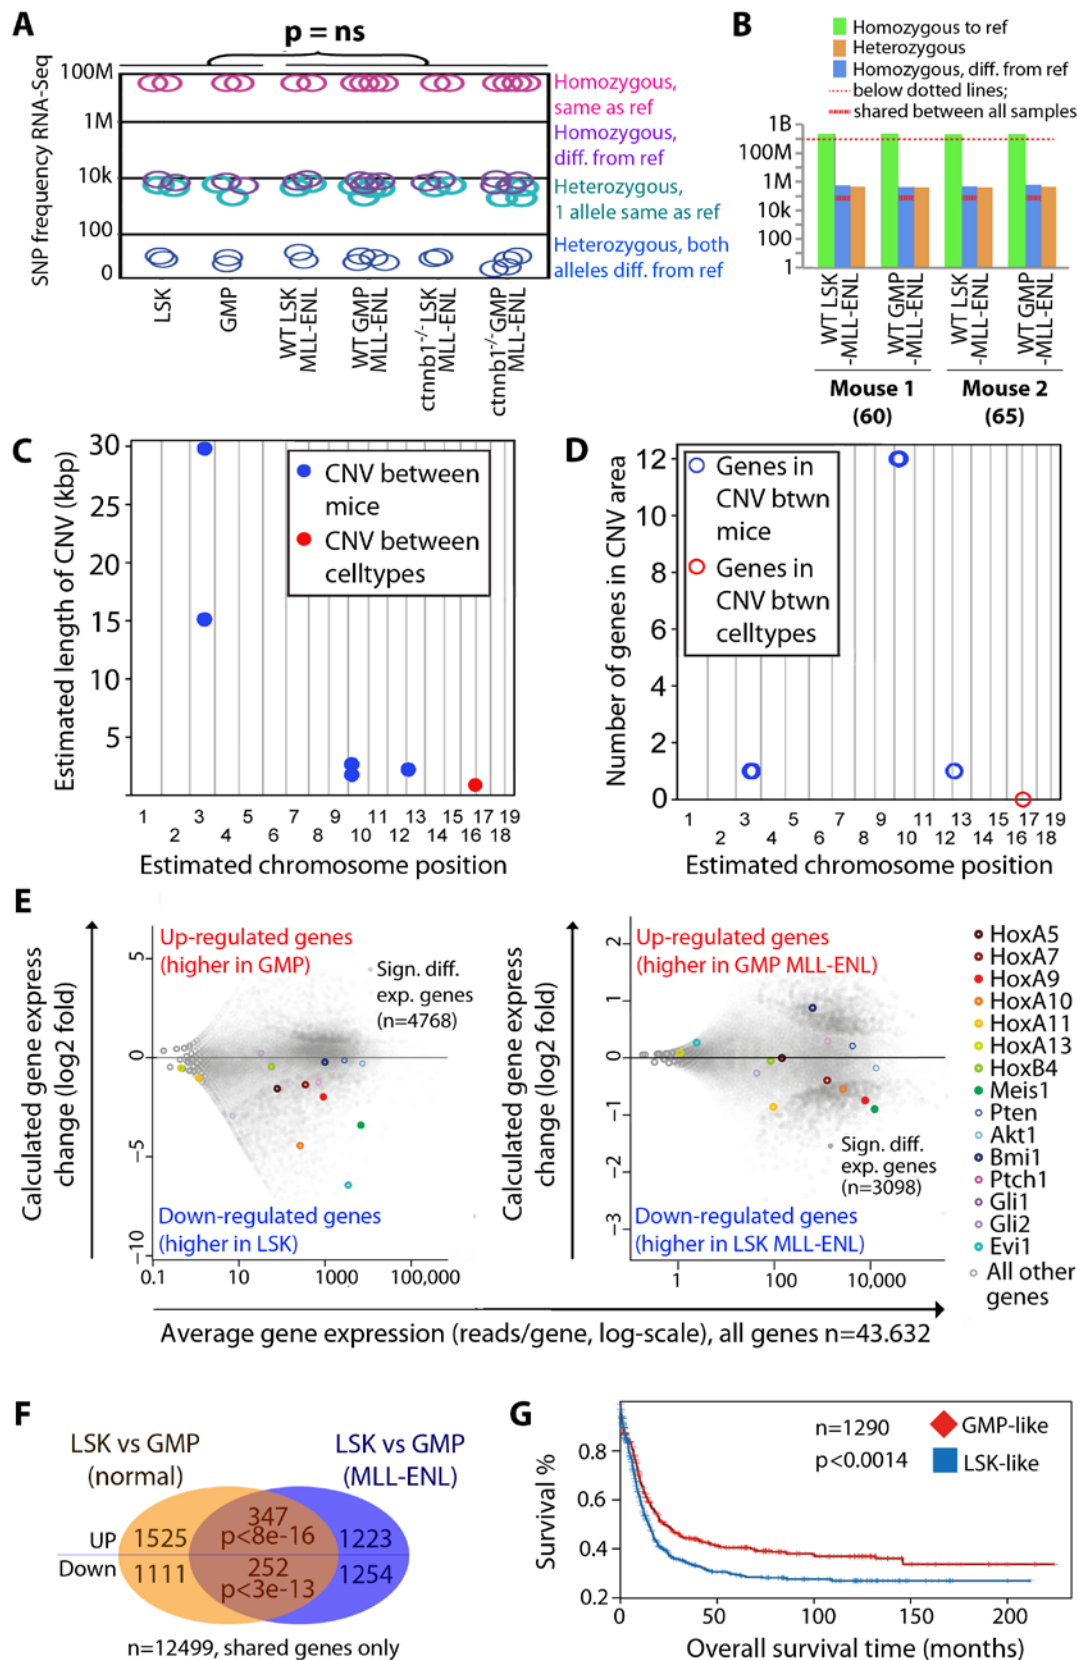 A
p = ns
SNP frequency RNA-Seq
100M
1M
10k
100
0
Homozygous,
same as ref
Homozygous,
diff. from ref
Heterozygous,
1 allele same as ref
Heterozygous, both
alleles diff. from ref
LSK
GMP
WT LSK
MLL-ENL
WT GMP
MLL-ENL
ctnnb1-/- LSK
MLL-ENL
ctnnb1-/- GMP
MLL-ENL
B
Homozygous to ref
Heterozygous
Homozygous, diff. from ref
below dotted lines;
shared between all samples
1B
100M
1M
10k
100
1
WT LSK
-MLL-ENL
WT GMP
-MLL-ENL
WT LSK
-MLL-ENL
WT GMP
-MLL-ENL
Mouse 1
(60)
Mouse 2
(65)
C
Estimated length of CNV (kbp)
30
25
20
15
10
5
CNV between
mice
CNV between
celltypes
1 3 5 7 9 11 13 15 17 19
2 4 6 8 10 12 14 16 18
Estimated chromosome position
D
Number of genes in CNV area
12
10
8
6
4
2
0
Genes in
CNV btwn
mice
Genes in
CNV btwn
celltypes
1 3 5 7 9 11 13 15 17 19
2 4 6 8 10 12 14 16 18
Estimated chromosome position
E
Calculated gene express
change (log2 fold)
5
0
-5
-10
Up-regulated genes
(higher in GMP)
Sign. diff.
exp. genes
(n=4768)
Down-regulated genes
(higher in LSK)
0.1 10 1000 100,000
Calculated gene express
change (log2 fold)
2
1
0
-1
-2
-3
Up-regulated genes
(higher in GMP MLL-ENL)
Sign. diff.
exp. genes
(n=3098)
Down-regulated genes
(higher in LSK MLL-ENL)
1 100 10,000
HoxA5
HoxA7
HoxA9
HoxA10
HoxA11
HoxA13
HoxB4
Meis1
Pten
Akt1
Bmi1
Ptch1
Gli1
Gli2
Evi1
All other
genes
Average gene expression (reads/gene, log-scale), all genes n=43.632
F
LSK vs GMP
(normal)
LSK vs GMP
(MLL-ENL)
UP
Down
1525
1111
347
p<8e-16
252
p<3e-13
1223
1254
n=12499, shared genes only
G
Survival %
0.8
0.6
0.4
0.2
n=1290
p<0.0014
GMP-like
LSK-like
0 50 100 150 200
Overall survival time (months)